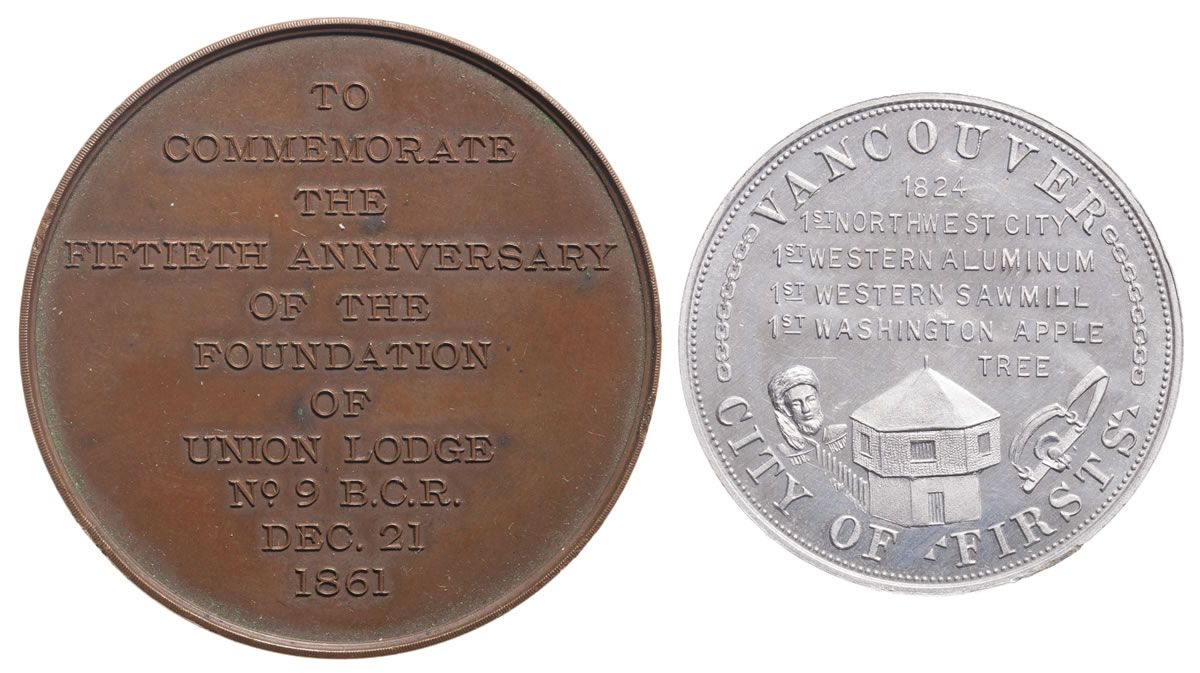 TO
COMMEMORATE
THE
FIFTIETH ANNIVERSARY
OF THE
FOUNDATION
OF
UNION LODGE
Nº 9 B.C.R.
DEC. 21
1861
VANCOUVER
1824
1ST NORTHWEST CITY
1ST WESTERN ALUMINUM
1ST WESTERN SAWMILL
1ST WASHINGTON APPLE
TREE
CITY OF FIRSTS